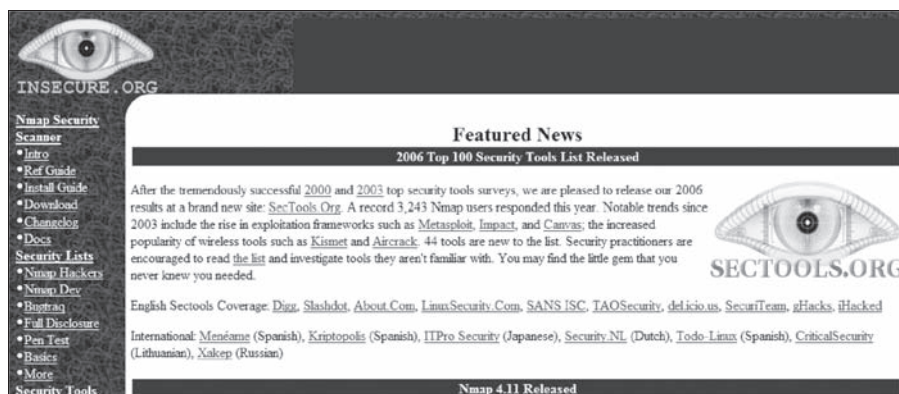 INSECURE.ORG
Nmap Security
Scanner
•Intro
•Ref Guide
•Install Guide
•Download
•Changelog
•Docs
Security Lists
•Nmap Hackers
•Nmap Dev
•Bugtraq
•Full Disclosure
•Pen Test
•Basics
•More
Security Tools
Featured News
2006 Top 100 Security Tools List Released
After the tremendously successful 2000 and 2003 top security tools surveys, we are pleased to release our 2006
results at a brand new site: SecTools.Org. A record 3,243 Nmap users responded this year. Notable trends since
2003 include the rise in exploitation frameworks such as Metasploit, Impact, and Canvas; the increased
popularity of wireless tools such as Kismet and Aircrack. 44 tools are new to the list. Security practitioners are
encouraged to read the list and investigate tools they aren't familiar with. You may find the little gem that you
never knew you needed.
SECTOOLS.ORG
English Sectools Coverage: Digg, Slashdot, About.Com, LinuxSecurity.Com, SANS ISC, TAOSecurity, del.icio.us, SecuriTeam, gHacks, iHacked
International: Menéame (Spanish), Kriptopolis (Spanish), ITPro Security (Japanese), Security.NL (Dutch), Todo-Linux (Spanish), CriticalSecurity
(Lithuanian), Xakep (Russian)
Nmap 4.11 Released